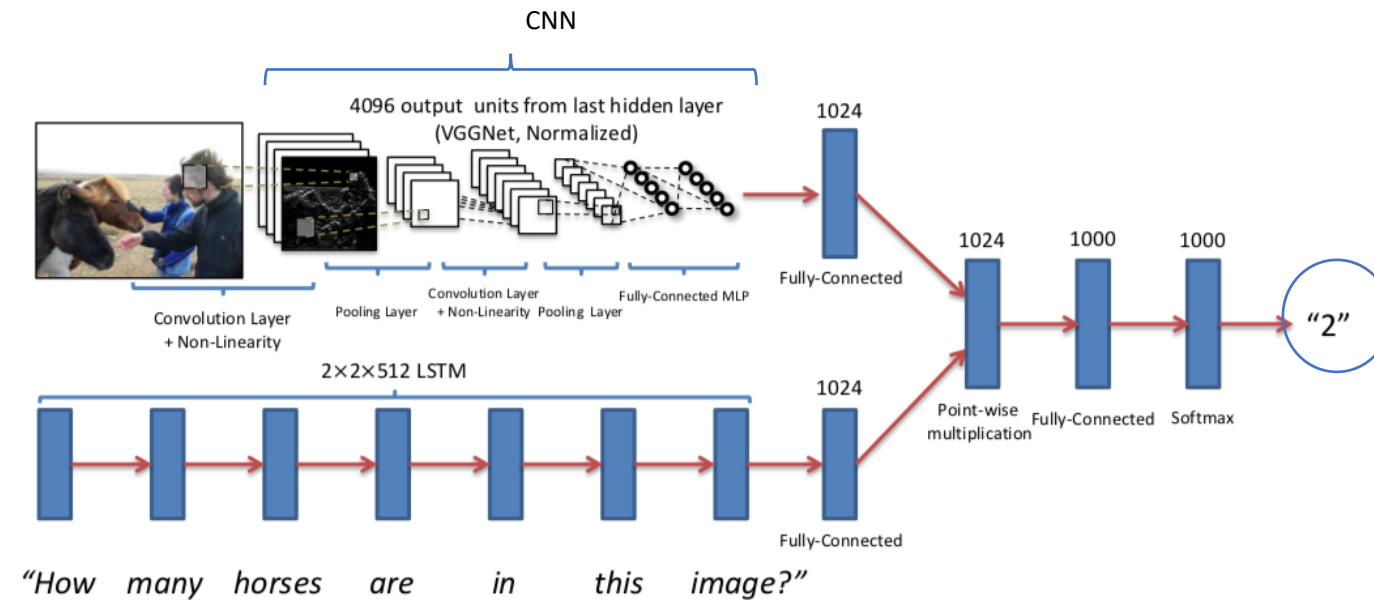 CNN
4096 output units from last hidden layer
(VGGNet, Normalized)
1024
Fully-Connected
Convolution Layer
+ Non-Linearity
Pooling Layer
Convolution Layer
+ Non-Linearity
Pooling Layer
Fully-Connected MLP
1024
1000
1000
"2"
Point-wise
multiplication
Fully-Connected
Softmax
2×2×512 LSTM
1024
Fully-Connected
“How many horses are in this image?”